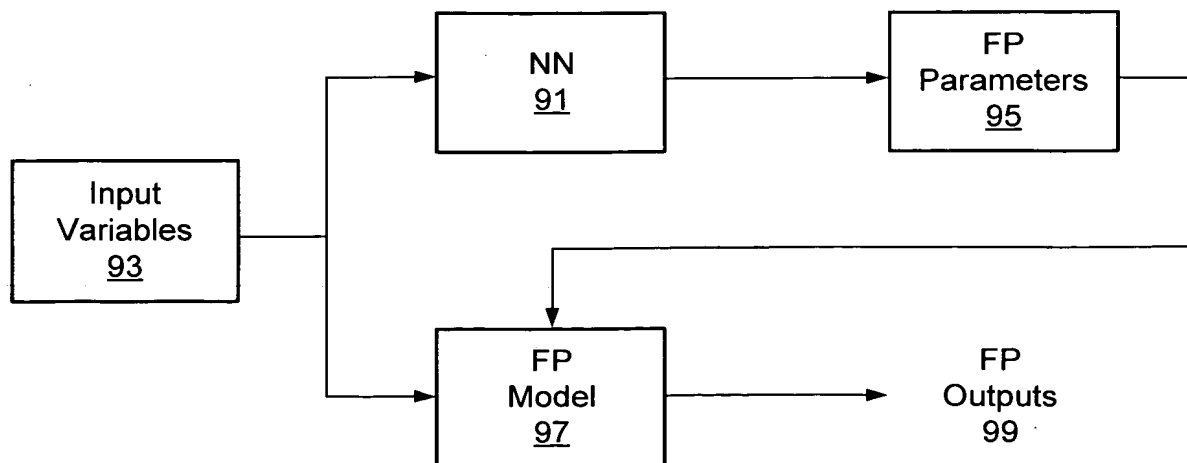 NN
91
FP
Parameters
95
Input
Variables
93
FP
Model
97
FP
Outputs
99